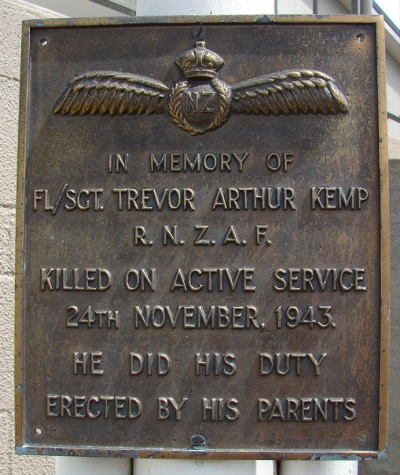 NZ
IN MEMORY OF
FL/SGT. TREVOR ARTHUR KEMP
R. N. Z. A. F.
KILLED ON ACTIVE SERVICE
24TH NOVEMBER. 1943.
HE DID HIS DUTY
ERECTED BY HIS PARENTS